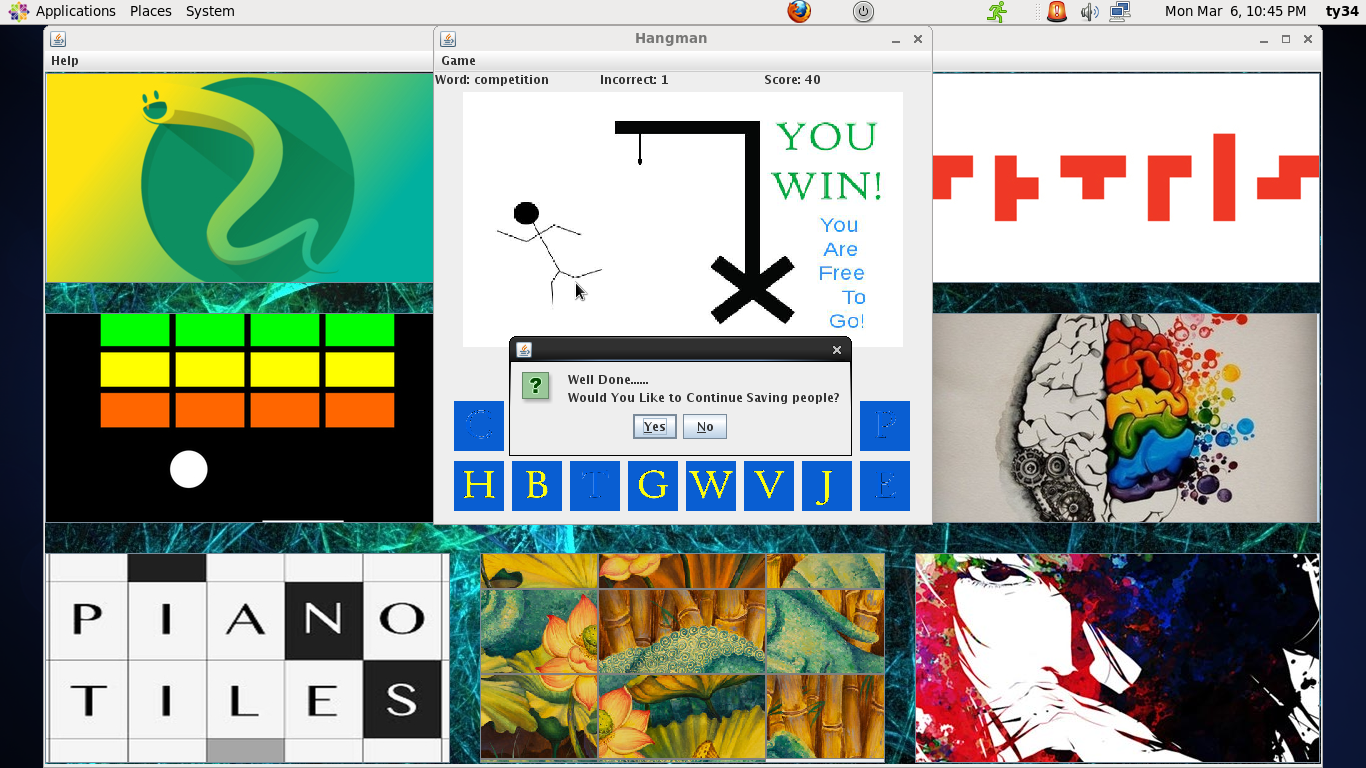 Applications Places System Mon Mar 6, 10:45 PM ty34
Hangman
Help
Game
Word: competition Incorrect: 1 Score: 40
YOU
WIN!
You
Are
Free
To
Go!
Well Done......
Would You Like to Continue Saving people?
Yes No
C P
H B T G W V J E
PIANO
TILES